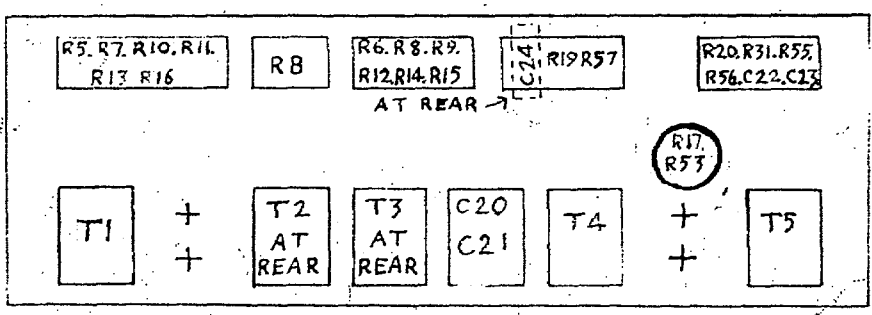 R5. R7. R10. R11.
R13 R16
R8
R6. R8. R9.
R12. R14. R15
C24
R19 R57
R20. R31. R55.
R56. C22. C23
AT REAR →
R17.
R53
T1
+
+
T2
AT
REAR
T3
AT
REAR
C20
C21
T4
+
+
T5